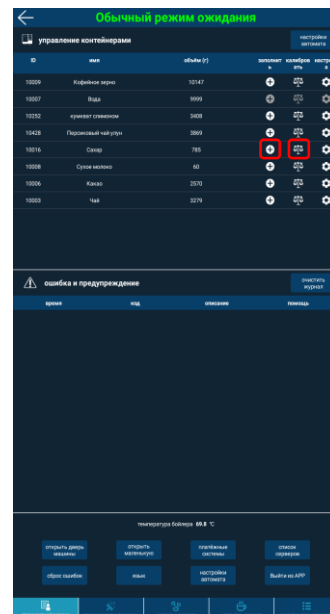 Обычный режим ожидания
управление контейнерами
настройки
автомата
ID имя объём (г) заполнит ь калибров ать настро й
10009 Кофейное зерно 10147
10007 Вода 9999
10252 кумкват слимоном 3408
10428 Персиковый чай улун 3869
10016 Сахар 785
10008 Сухое молоко 60
10006 Какао 2570
10003 Чай 3279
ошибка и предупреждение
очистить
журнал
время код описание помощь
температура бойлера 69.8 ℃
открыть дверь
машины
открыть
маленькую
платёжные
системы
список
серверов
сброс ошибок
язык
настройки
автомата
Выйти из APP